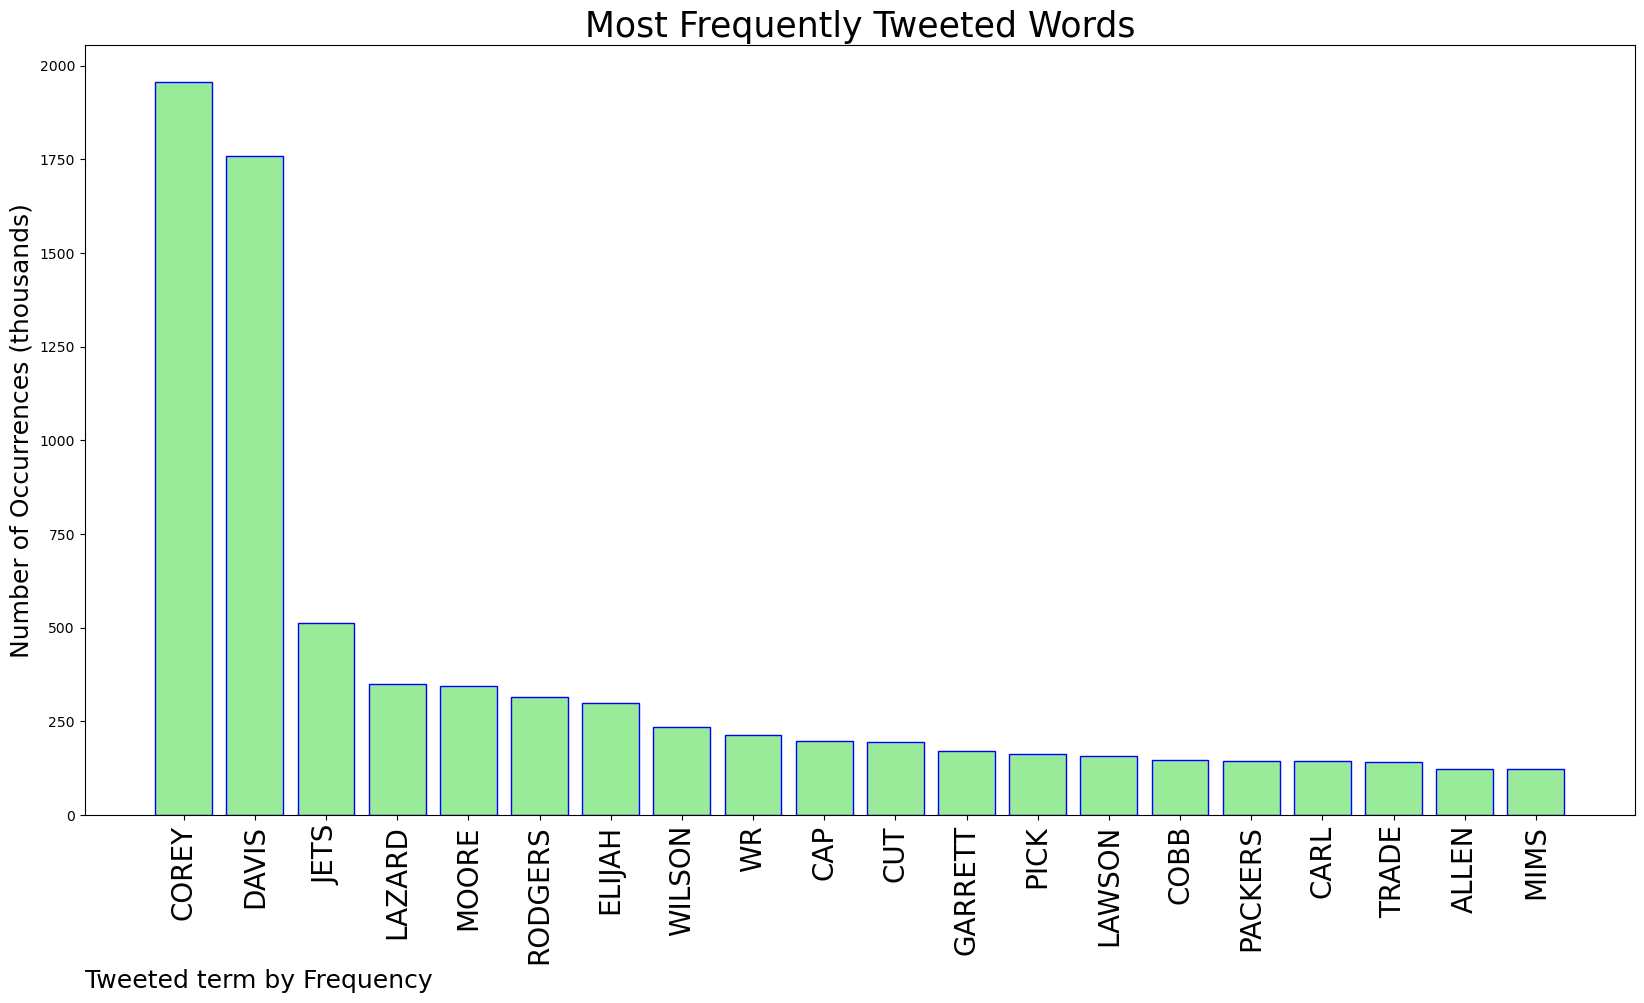 Most Frequently Tweeted Words
Number of Occurrences (thousands)
2000
1750
1500
1250
1000
750
500
250
0
COREY
DAVIS
JETS
LAZARD
MOORE
RODGERS
ELIJAH
WILSON
WR
CAP
CUT
GARRETT
PICK
LAWSON
COBB
PACKERS
CARL
TRADE
ALLEN
MIMS
Tweeted term by Frequency